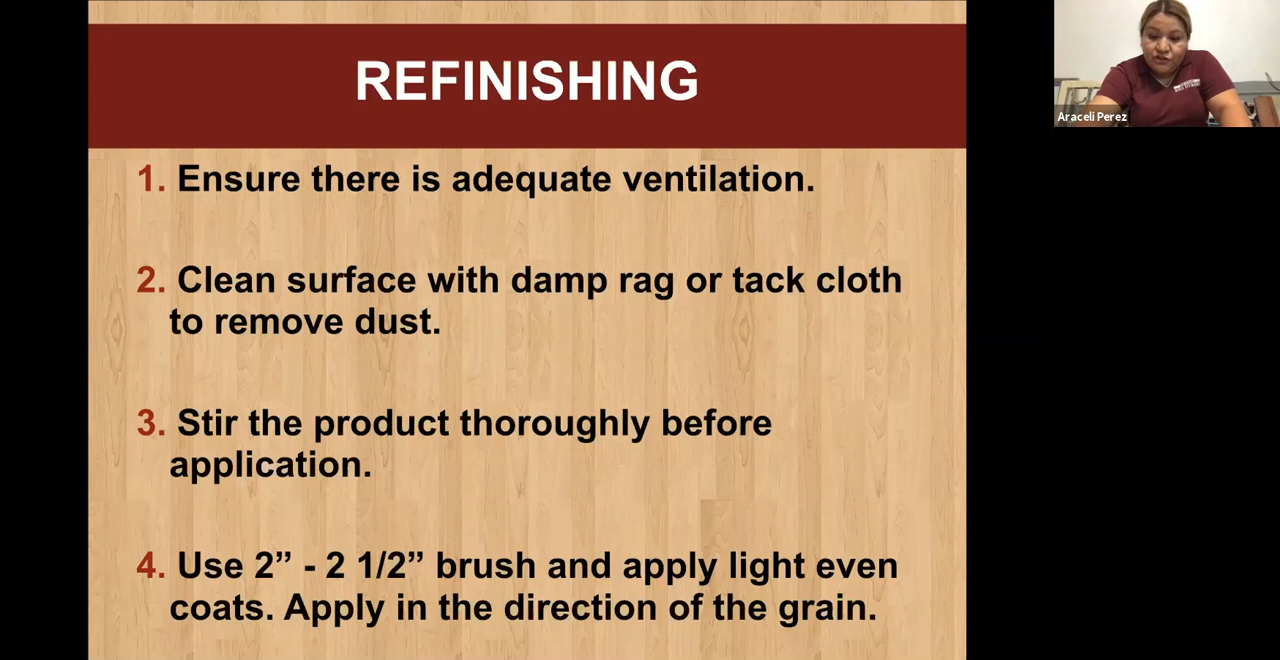 REFINISHING
1. Ensure there is adequate ventilation.
2. Clean surface with damp rag or tack cloth
to remove dust.
3. Stir the product thoroughly before
application.
4. Use 2” - 2 1/2” brush and apply light even
coats. Apply in the direction of the grain.
Araceli Perez